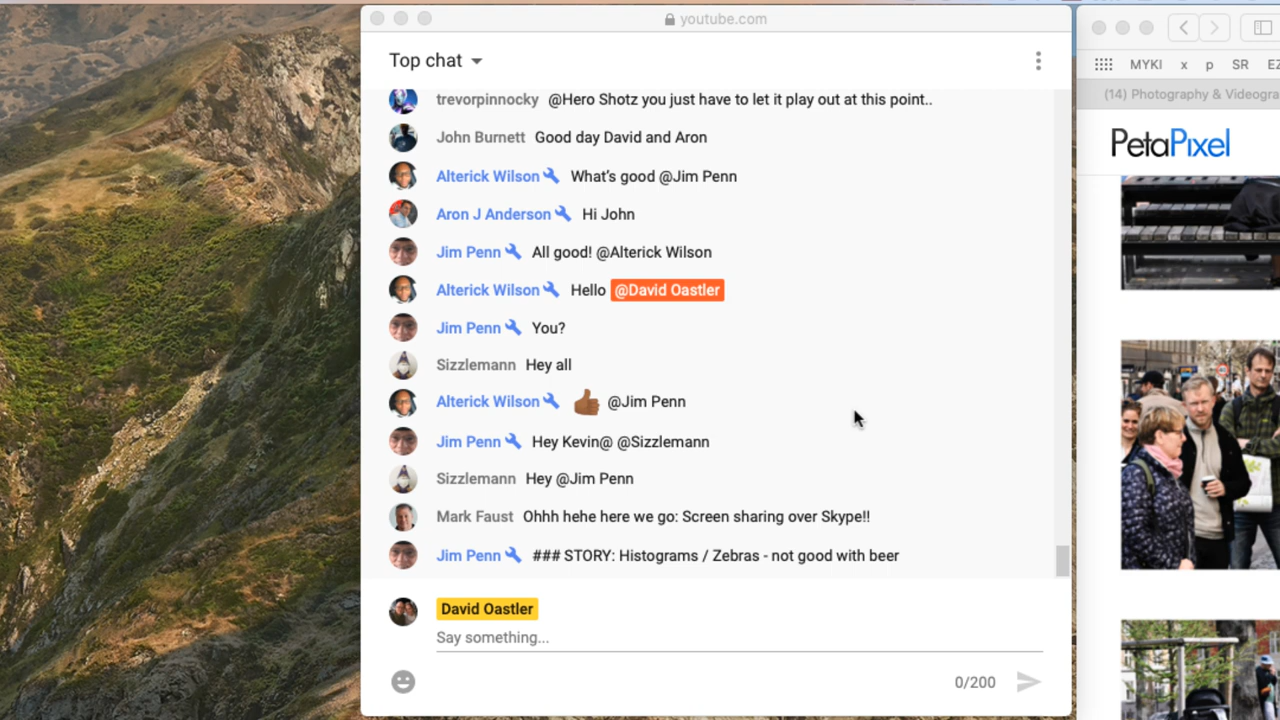 youtube.com
Top chat
trevorpinnocky @Hero Shotz you just have to let it play out at this point..
John Burnett Good day David and Aron
Alterick Wilson What's good @Jim Penn
Aron J Anderson Hi John
Jim Penn All good! @Alterick Wilson
Alterick Wilson Hello @David Oastler
Jim Penn You?
Sizzlemann Hey all
Alterick Wilson 👍🏾 @Jim Penn
Jim Penn Hey Kevin@ @Sizzlemann
Sizzlemann Hey @Jim Penn
Mark Faust Ohhh hehe here we go: Screen sharing over Skype!!
Jim Penn ### STORY: Histograms / Zebras - not good with beer
David Oastler
Say something...
0/200
MYKI x p SR EZ
(14) Photography & Videogra
PetaPixel